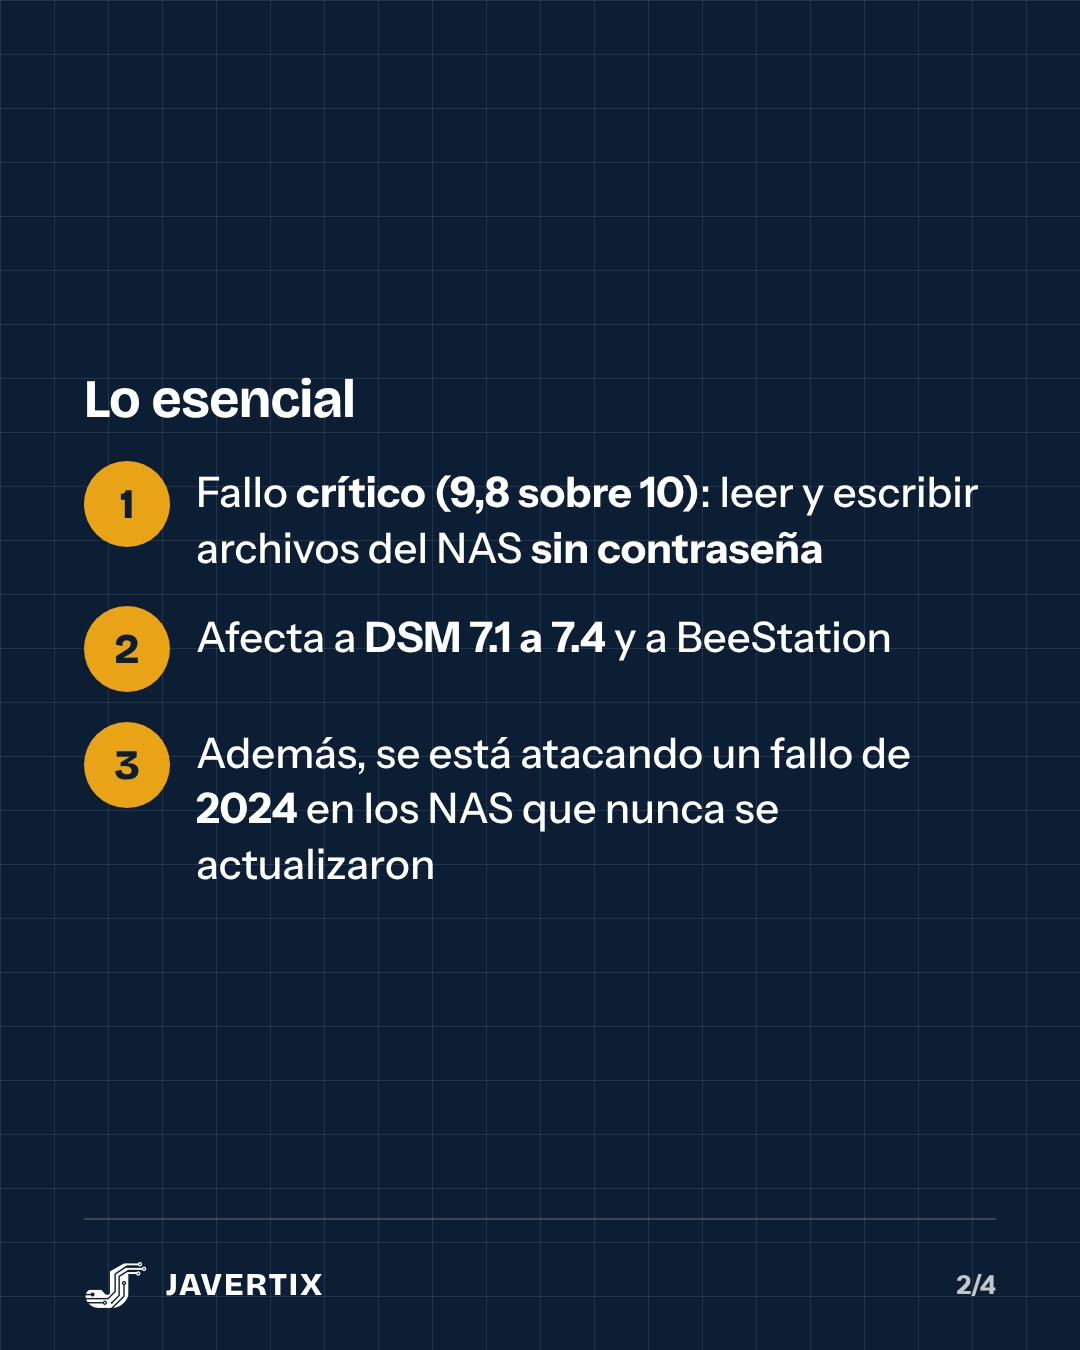 Lo esencial
1
Fallo crítico (9,8 sobre 10): leer y escribir
archivos del NAS sin contraseña
2
Afecta a DSM 7.1 a 7.4 y a BeeStation
3
Además, se está atacando un fallo de
2024 en los NAS que nunca se
actualizaron
JAVERTIX
2/4